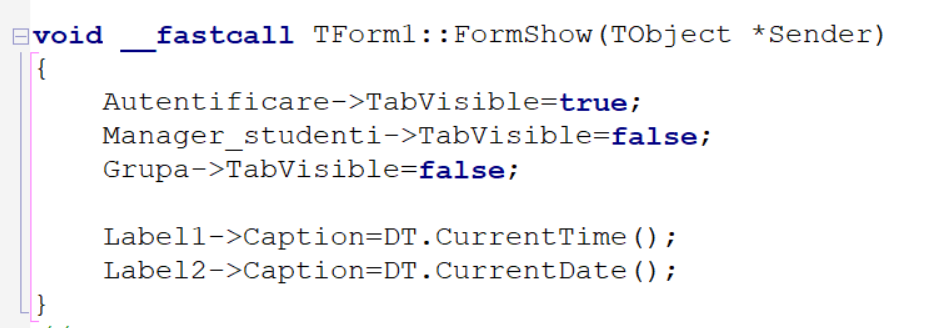 void __fastcall TForm1::FormShow(TObject *Sender)
{
Autentificare->TabVisible=true;
Manager_studenti->TabVisible=false;
Grupa->TabVisible=false;
Label1->Caption=DT.CurrentTime();
Label2->Caption=DT.CurrentDate();
}